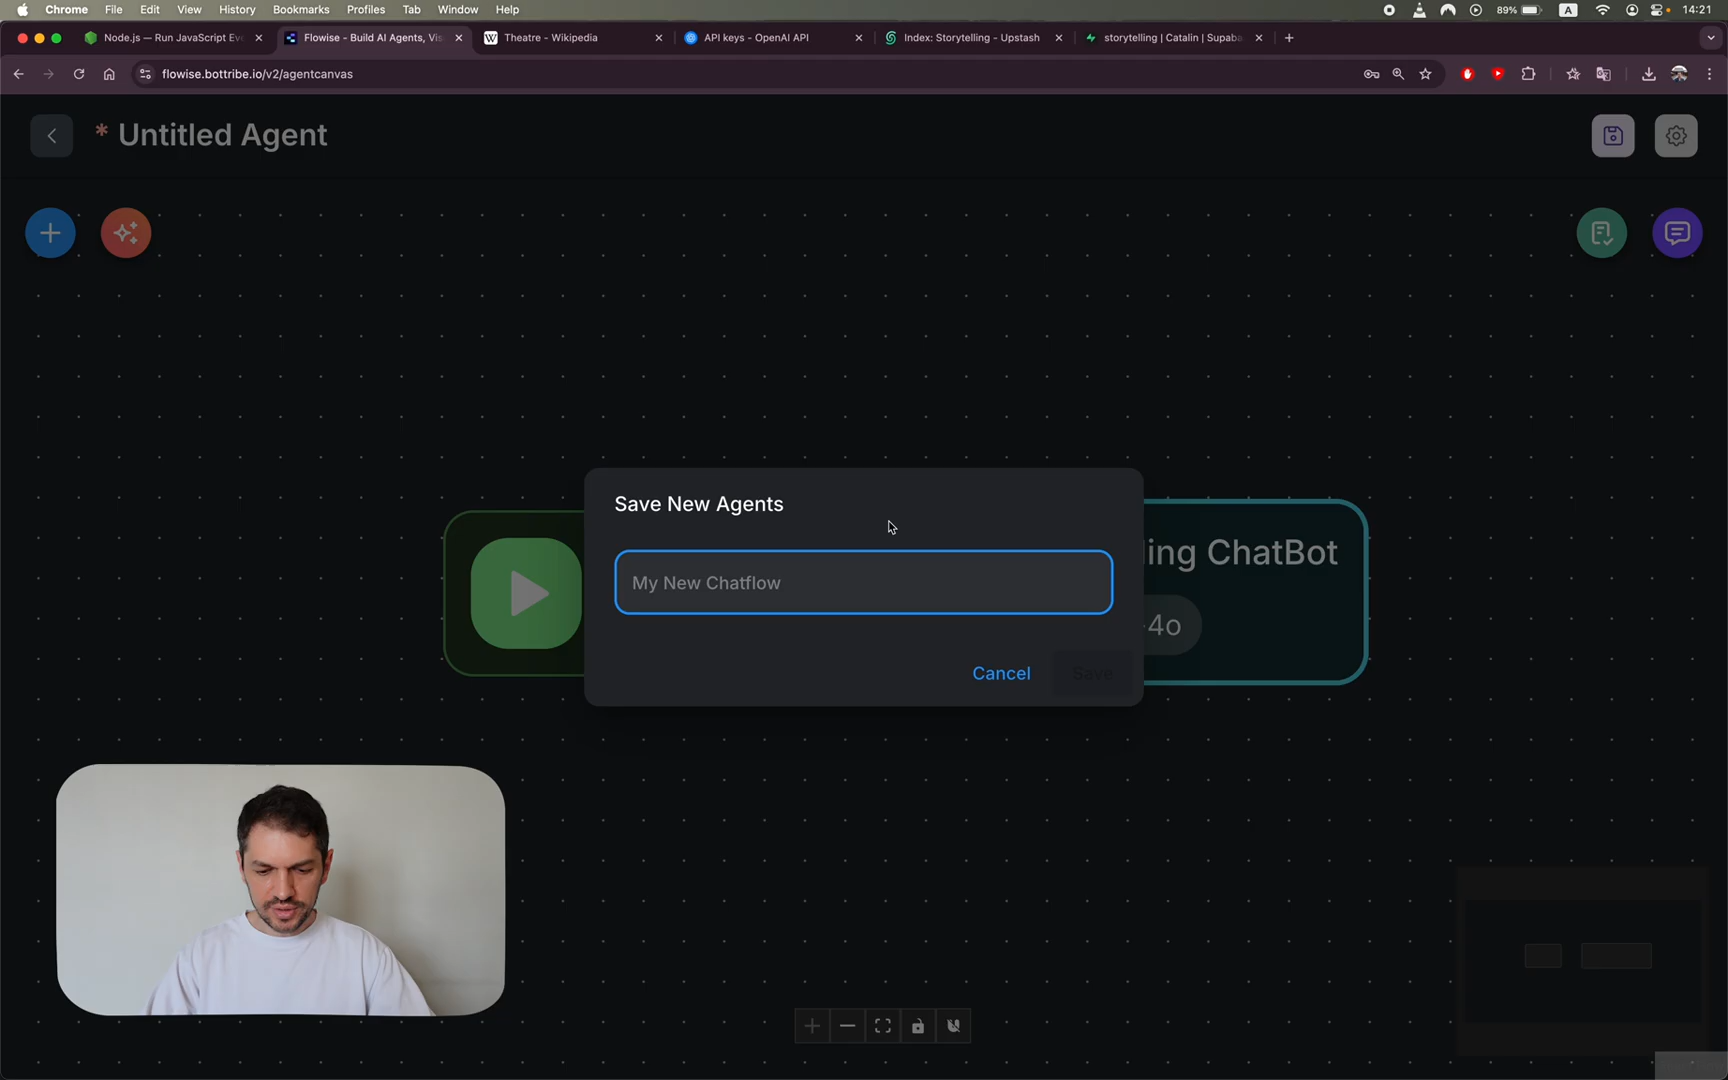 Chrome File Edit View History Bookmarks Profiles Tab Window Help 89% A 14:21
Node.js — Run JavaScript Eve
Flowise - Build AI Agents, Vis
W Theatre - Wikipedia
API keys - OpenAI API
Index: Storytelling - Upstash
storytelling | Catalin | Supaba
flowise.bottribe.io/v2/agentcanvas
* Untitled Agent
Save New Agents
ling ChatBot
My New Chatflow
-4o
Cancel Save